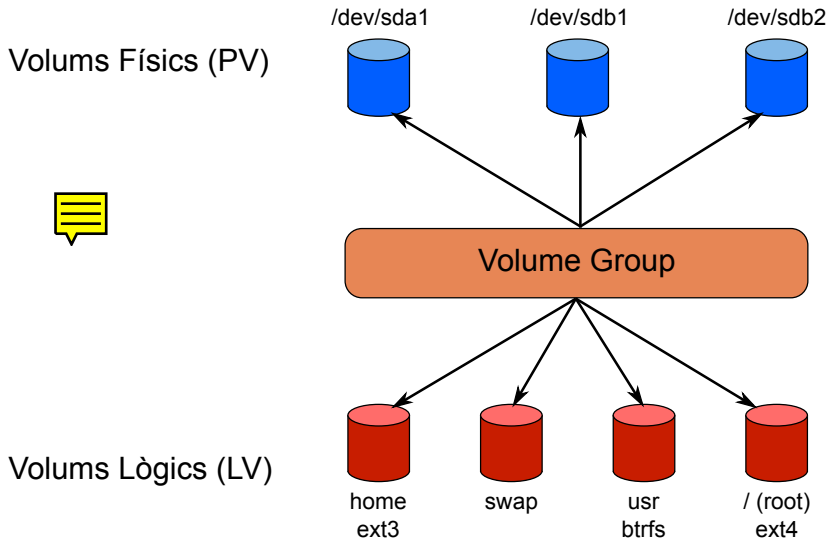 /dev/sda1 /dev/sdb1 /dev/sdb2
Volums Físics (PV)
Volume Group
Volums Lògics (LV)
home swap usr / (root)
ext3 btrfs ext4